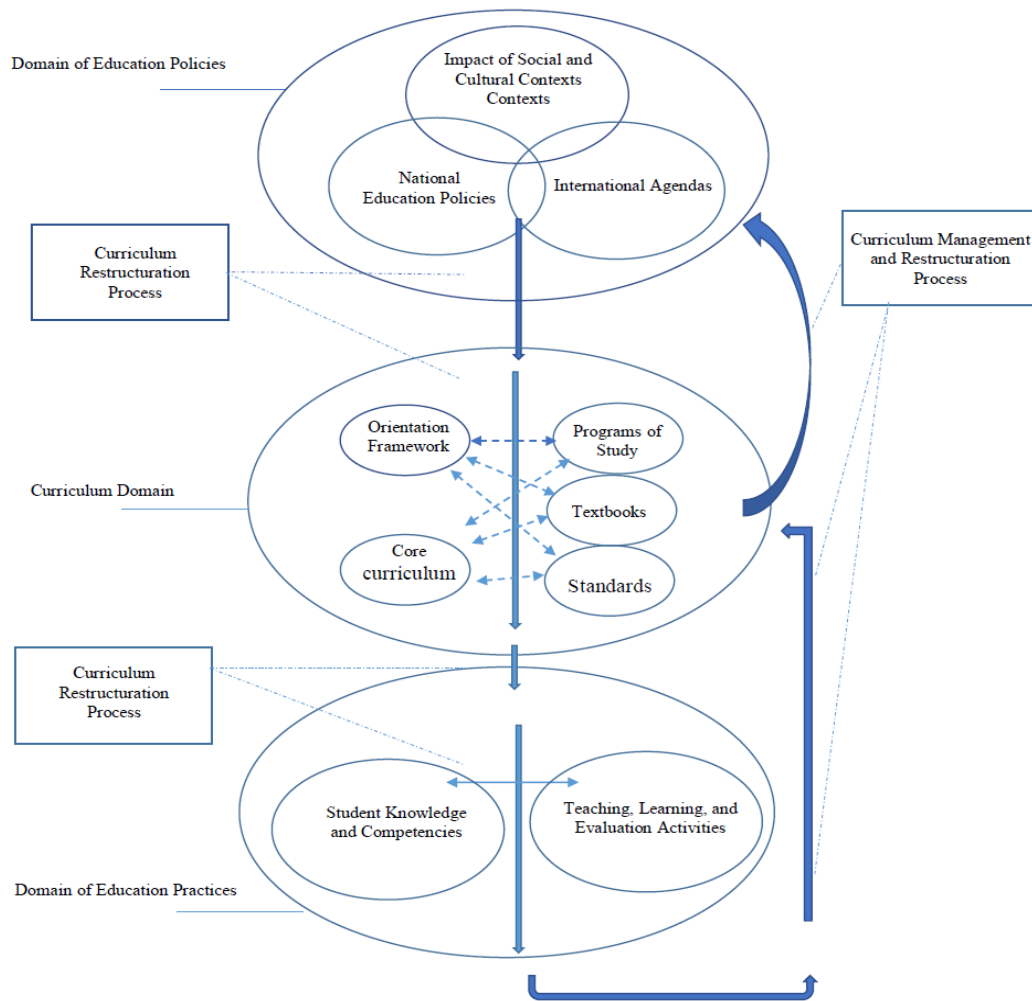 Domain of Education Policies
Impact of Social and
Cultural Contexts
Contexts
National
Education Policies
International Agendas
Curriculum
Restructuration
Process
Curriculum Management
and Restructuration
Process
Orientation
Framework
Programs of
Study
Curriculum Domain
Textbooks
Core
curriculum
Standards
Curriculum
Restructuration
Process
Student Knowledge
and Competencies
Teaching, Learning, and
Evaluation Activities
Domain of Education Practices